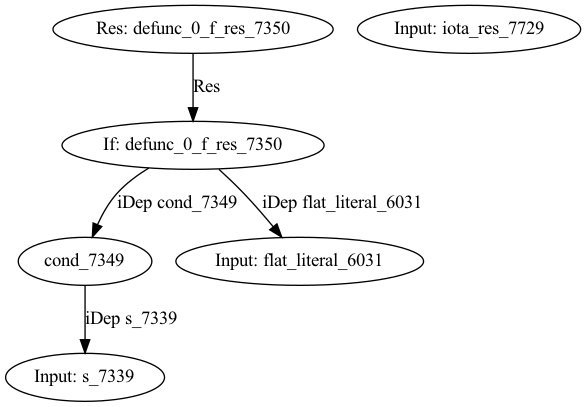 Res: defunc_0_f_res_7350
Input: iota_res_7729
Res
If: defunc_0_f_res_7350
iDep cond_7349
iDep flat_literal_6031
cond_7349
Input: flat_literal_6031
iDep s_7339
Input: s_7339